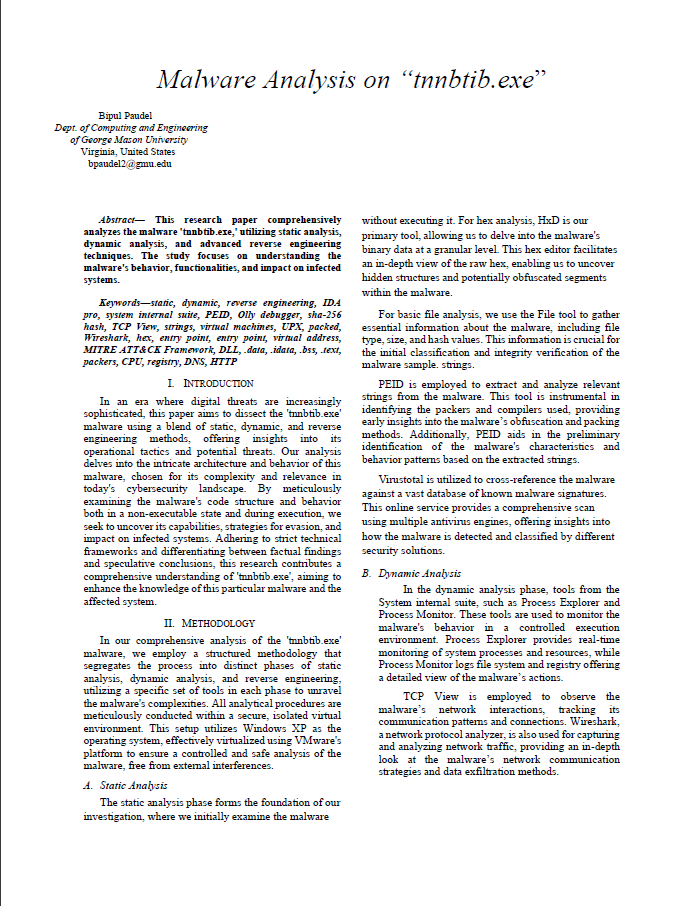 Malware Analysis on “tnnbtib.exe”
Bipul Paudel
Dept. of Computing and Engineering
of George Mason University
Virginia, United States
bpaudel2@gmu.edu
Abstract— This research paper comprehensively
analyzes the malware 'tnnbtib.exe,' utilizing static analysis,
dynamic analysis, and advanced reverse engineering
techniques. The study focuses on understanding the
malware's behavior, functionalities, and impact on infected
systems.
Keywords—static, dynamic, reverse engineering, IDA
pro, system internal suite, PEID, Olly debugger, sha-256
hash, TCP View, strings, virtual machines, UPX, packed,
Wireshark, hex, entry point, entry point, virtual address,
MITRE ATT&CK Framework, DLL, .data, .idata, .bss, .text,
packers, CPU, registry, DNS, HTTP
I. INTRODUCTION
In an era where digital threats are increasingly
sophisticated, this paper aims to dissect the 'tnnbtib.exe'
malware using a blend of static, dynamic, and reverse
engineering methods, offering insights into its
operational tactics and potential threats. Our analysis
delves into the intricate architecture and behavior of this
malware, chosen for its complexity and relevance in
today's cybersecurity landscape. By meticulously
examining the malware's code structure and behavior
both in a non-executable state and during execution, we
seek to uncover its capabilities, strategies for evasion, and
impact on infected systems. Adhering to strict technical
frameworks and differentiating between factual findings
and speculative conclusions, this research contributes a
comprehensive understanding of 'tnnbtib.exe', aiming to
enhance the knowledge of this particular malware and the
affected system.
II. METHODOLOGY
In our comprehensive analysis of the 'tnnbtib.exe'
malware, we employ a structured methodology that
segregates the process into distinct phases of static
analysis, dynamic analysis, and reverse engineering,
utilizing a specific set of tools in each phase to unravel
the malware's complexities. All analytical procedures are
meticulously conducted within a secure, isolated virtual
environment. This setup utilizes Windows XP as the
operating system, effectively virtualized using VMware's
platform to ensure a controlled and safe analysis of the
malware, free from external interferences.
A. Static Analysis
The static analysis phase forms the foundation of our
investigation, where we initially examine the malware
without executing it. For hex analysis, HxD is our
primary tool, allowing us to delve into the malware's
binary data at a granular level. This hex editor facilitates
an in-depth view of the raw hex, enabling us to uncover
hidden structures and potentially obfuscated segments
within the malware.
For basic file analysis, we use the File tool to gather
essential information about the malware, including file
type, size, and hash values. This information is crucial for
the initial classification and integrity verification of the
malware sample. strings.
PEID is employed to extract and analyze relevant
strings from the malware. This tool is instrumental in
identifying the packers and compilers used, providing
early insights into the malware’s obfuscation and packing
methods. Additionally, PEID aids in the preliminary
identification of the malware's characteristics and
behavior patterns based on the extracted strings.
Virustotal is utilized to cross-reference the malware
against a vast database of known malware signatures.
This online service provides a comprehensive scan
using multiple antivirus engines, offering insights into
how the malware is detected and classified by different
security solutions.
B. Dynamic Analysis
In the dynamic analysis phase, tools from the
System internal suite, such as Process Explorer and
Process Monitor. These tools are used to monitor the
malware's behavior in a controlled execution
environment. Process Explorer provides real-time
monitoring of system processes and resources, while
Process Monitor logs file system and registry offering
a detailed view of the malware’s actions.
TCP View is employed to observe the
malware’s network interactions, tracking its
communication patterns and connections. Wireshark,
a network protocol analyzer, is also used for capturing
and analyzing network traffic, providing an in-depth
look at the malware’s network communication
strategies and data exfiltration methods.